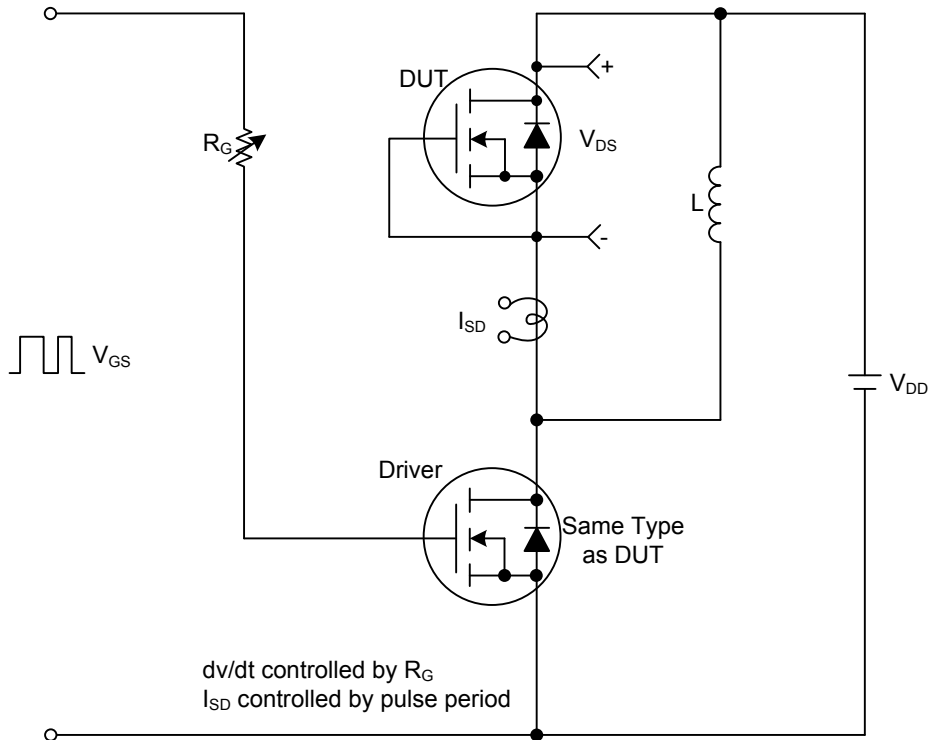 DUT
+
R_G
V_DS
L
-
I_SD
V_GS
V_DD
Driver
Same Type
as DUT
dv/dt controlled by R_G
I_SD controlled by pulse period